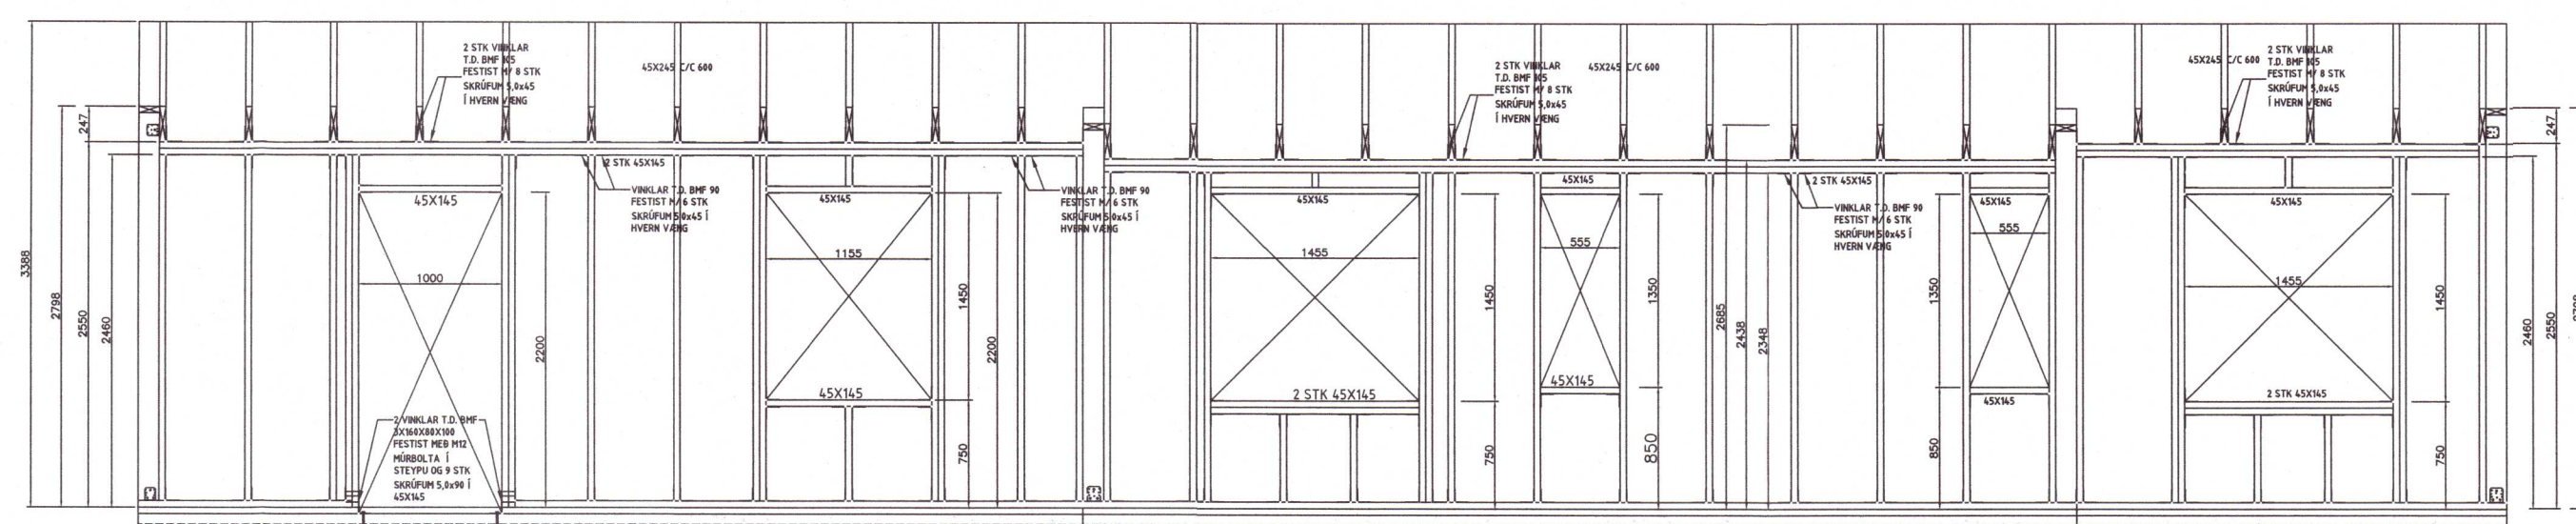 2 STK VINKLAR
T.D. BMF 105
FESTIST M/ 8 STK
SKRÚFUM 5,0x45
Í HVERN VÆNG
45X245 C/C 600
2 STK VINKLAR
T.D. BMF 105
FESTIST M/ 8 STK
SKRÚFUM 5,0x45
Í HVERN VÆNG
45X245 C/C 600
45X245 C/C 600
2 STK VINKLAR
T.D. BMF 105
FESTIST M/ 8 STK
SKRÚFUM 5,0x45
Í HVERN VÆNG
3388
2798
247
2550
2460
45X145
1000
2200
2 VINKLAR T.D. BMF
3X160X80X100
FESTIST MEÐ M12
MÚRBOLTA Í
STEYPU OG 9 STK
SKRÚFUM 5,0x90 Í
45X145
2 STK 45X145
VINKLAR T.D. BMF 90
FESTIST M/ 6 STK
SKRÚFUM 5,0x45 Í
HVERN VÆNG
45X145
1155
45X145
1450
750
2200
VINKLAR T.D. BMF 90
FESTIST M/ 6 STK
SKRÚFUM 5,0x45 Í
HVERN VÆNG
45X145
1455
2 STK 45X145
1450
750
45X145
555
45X145
1350
850
2685
2438
2348
2 STK 45X145
VINKLAR T.D. BMF 90
FESTIST M/ 6 STK
SKRÚFUM 5,0x45 Í
HVERN VÆNG
1350
850
45X145
555
45X145
45X145
1455
2 STK 45X145
1450
750
2460
247
2550